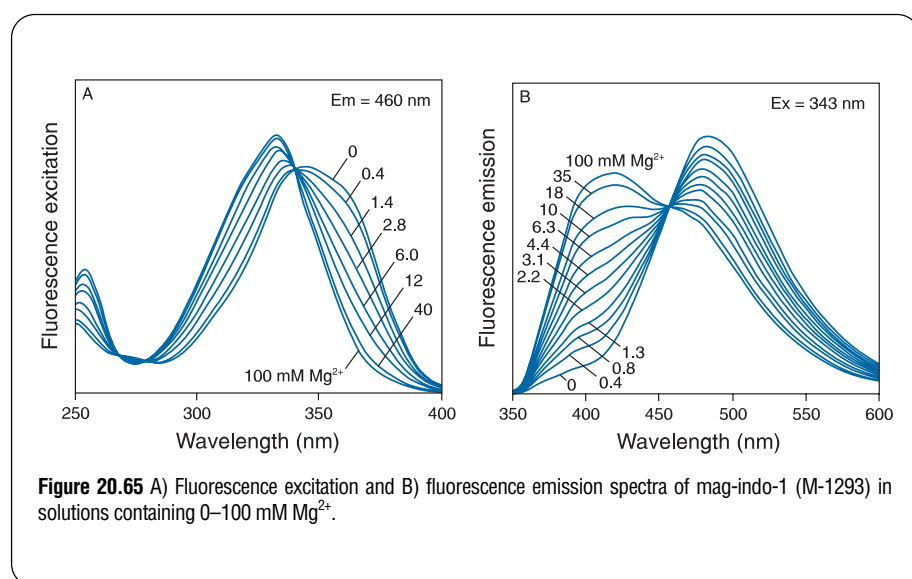 A
Em = 460 nm
Fluorescence excitation
0
0.4
1.4
2.8
6.0
12
40
100 mM Mg²⁺
250 300 350 400
Wavelength (nm)
B
Ex = 343 nm
Fluorescence emission
100 mM Mg²⁺
35
18
10
6.3
4.4
3.1
2.2
1.3
0.8
0.4
0
350 400 450 500 550 600
Wavelength (nm)
Figure 20.65 A) Fluorescence excitation and B) fluorescence emission spectra of mag-indo-1 (M-1293) in
solutions containing 0–100 mM Mg²⁺.